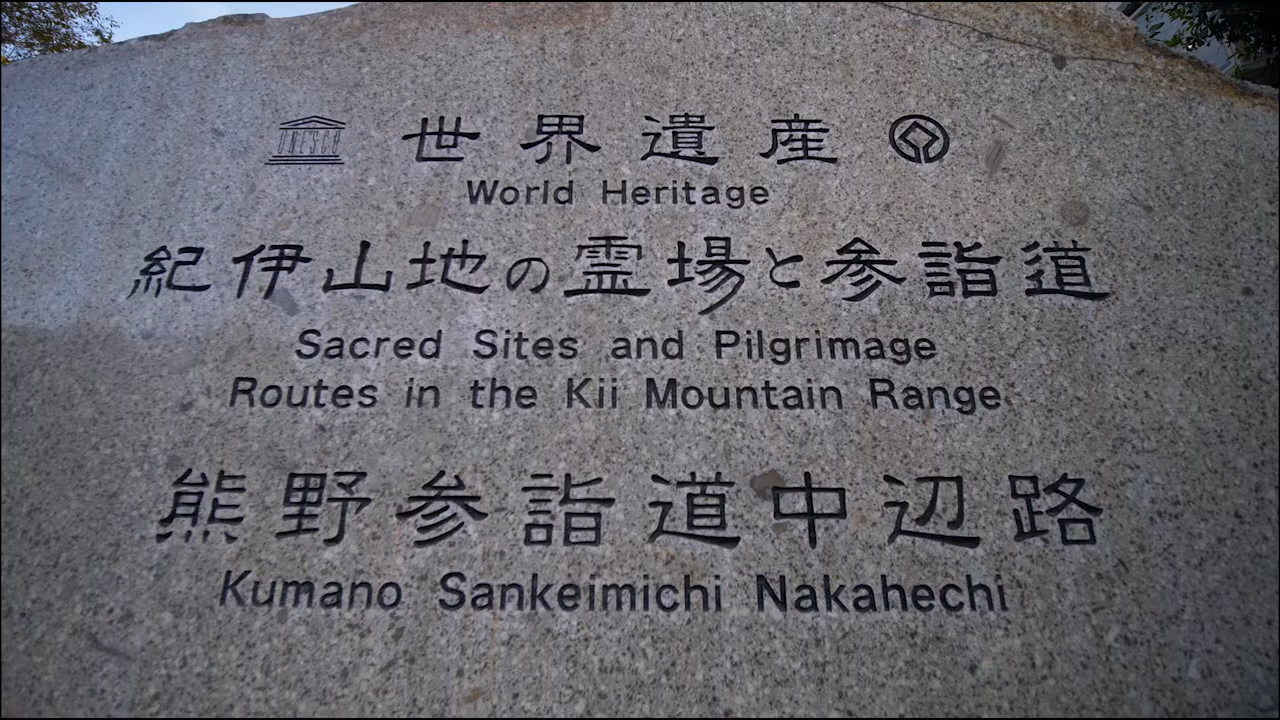 UNESCO 世界遺産
World Heritage
紀伊山地の霊場と参詣道
Sacred Sites and Pilgrimage
Routes in the Kii Mountain Range
熊野参詣道中辺路
Kumano Sankeimichi Nakahechi